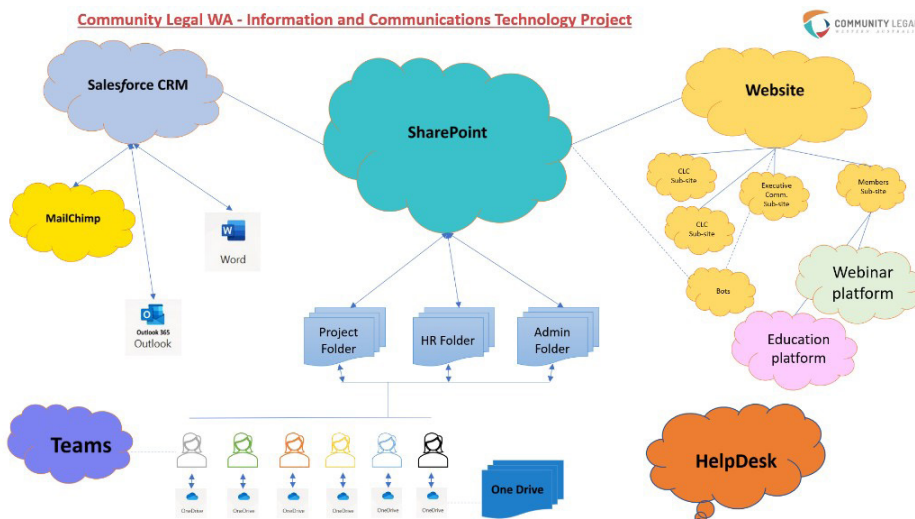 Community Legal WA - Information and Communications Technology Project
COMMUNITY LEGAL
WESTERN AUSTRALIA
Salesforce CRM
SharePoint
Website
MailChimp
Word
Outlook 365
Outlook
CLC
Sub-site
Executive
Comm.
Sub-site
Members
Sub-site
CLC
Sub-site
Bots
Webinar
platform
Education
platform
Project
Folder
HR Folder
Admin
Folder
Teams
OneDrive
OneDrive
OneDrive
OneDrive
OneDrive
OneDrive
One Drive
HelpDesk